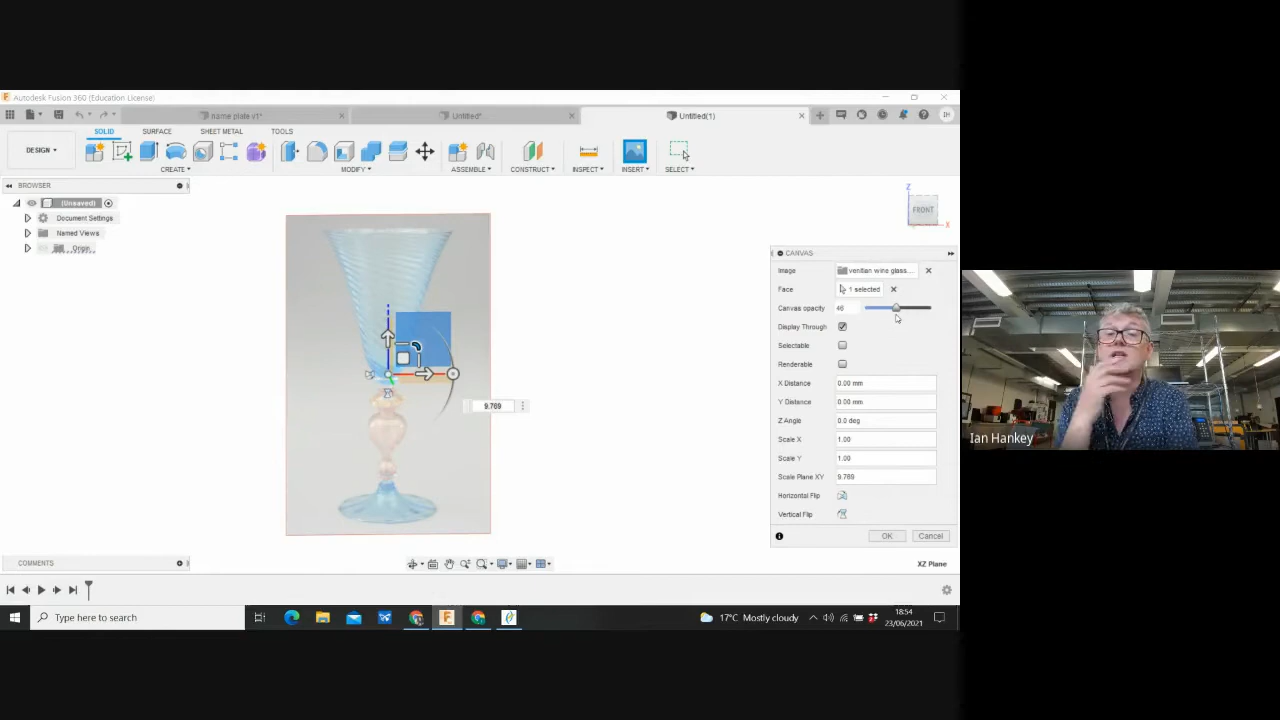 Autodesk Fusion 360 (Education License)
name plate v1*
Untitled*
Untitled(1)
IH
DESIGN
SOLID
SURFACE
SHEET METAL
TOOLS
CREATE
MODIFY
ASSEMBLE
CONSTRUCT
INSPECT
INSERT
SELECT
BROWSER
(Unsaved)
Document Settings
Named Views
Origin
Z
FRONT
X
CANVAS
Image
venitian wine glass...
Face
1 selected
Canvas opacity
46
Display Through
Selectable
Renderable
X Distance
0.00 mm
Y Distance
0.00 mm
Z Angle
0.0 deg
Scale X
1.00
Scale Y
1.00
Scale Plane XY
9.769
Horizontal Flip
Vertical Flip
OK
Cancel
9.769
XZ Plane
COMMENTS
Type here to search
17°C Mostly cloudy
18:54
23/06/2021
Ian Hankey